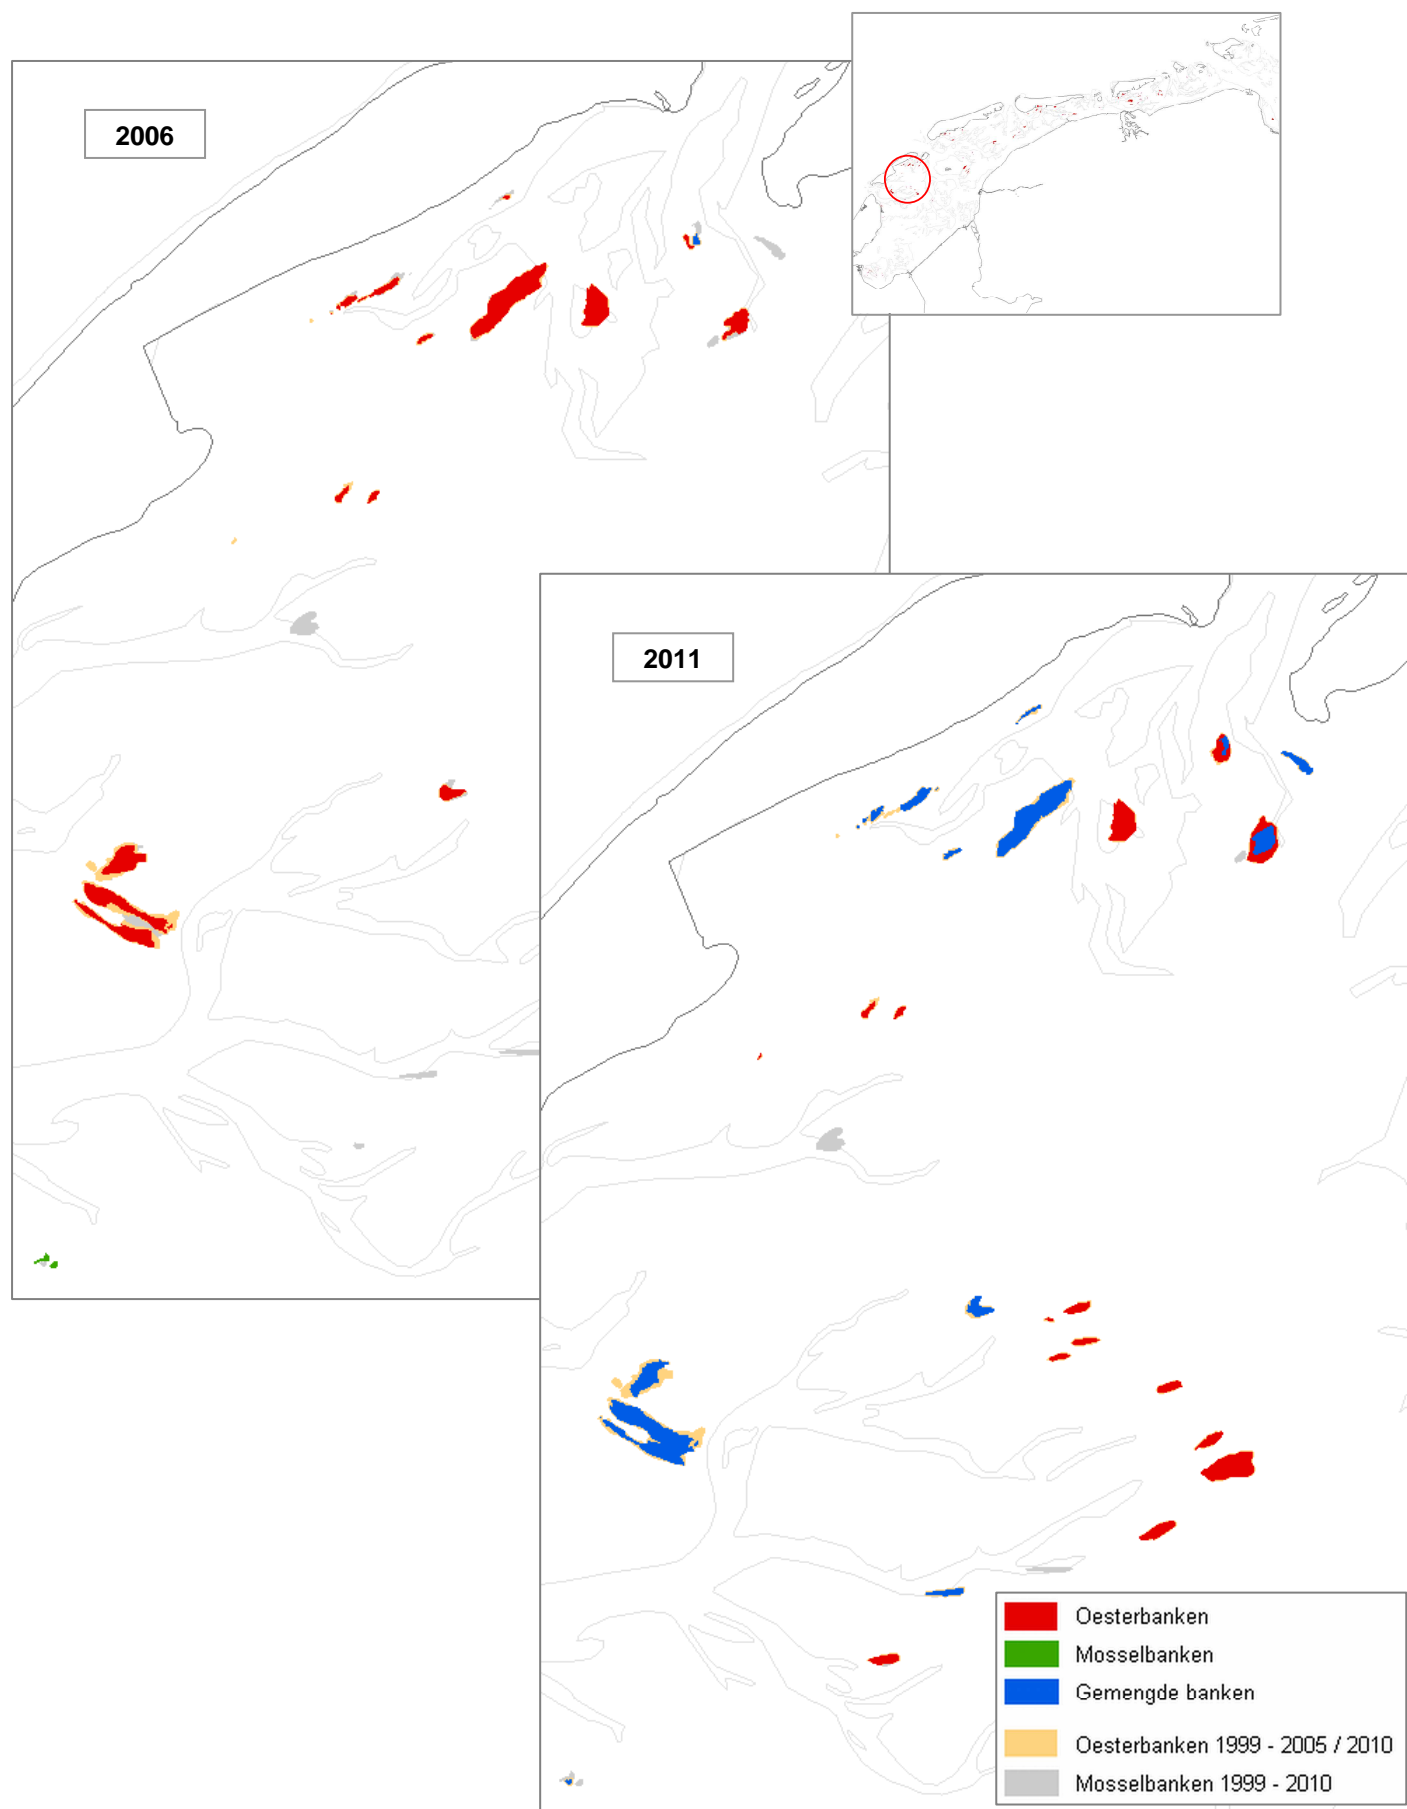 2006
2011
Oesterbanken
Mosselbanken
Gemengde banken
Oesterbanken 1999 - 2005 / 2010
Mosselbanken 1999 - 2010